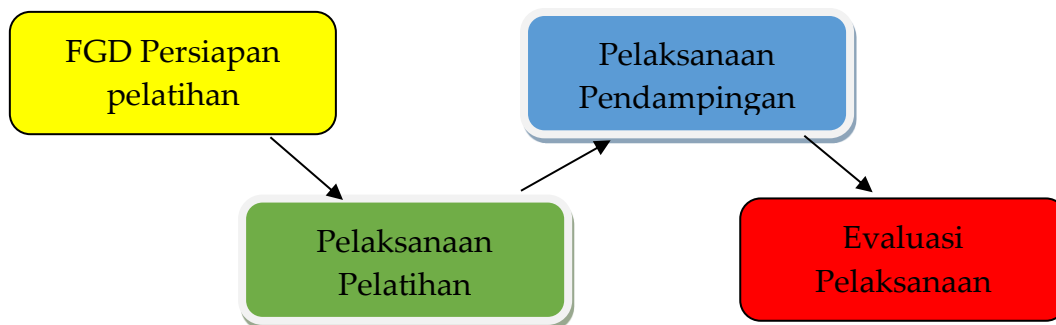 FGD Persiapan
pelatihan
Pelaksanaan
Pelatihan
Pelaksanaan
Pendampingan
Evaluasi
Pelaksanaan